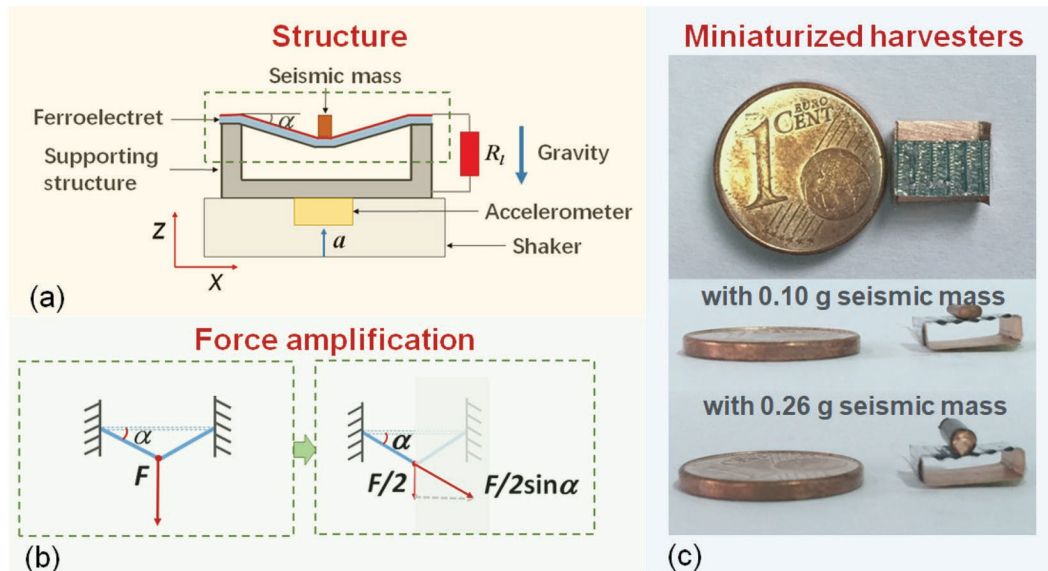 Structure
Seismic mass
Ferroelectret
α
Supporting
structure
R_l
Gravity
Accelerometer
Shaker
Z
X
a
(a)
Force amplification
α
F
α
F/2
F/2sinα
(b)
Miniaturized harvesters
1
EURO
CENT
with 0.10 g seismic mass
with 0.26 g seismic mass
(c)